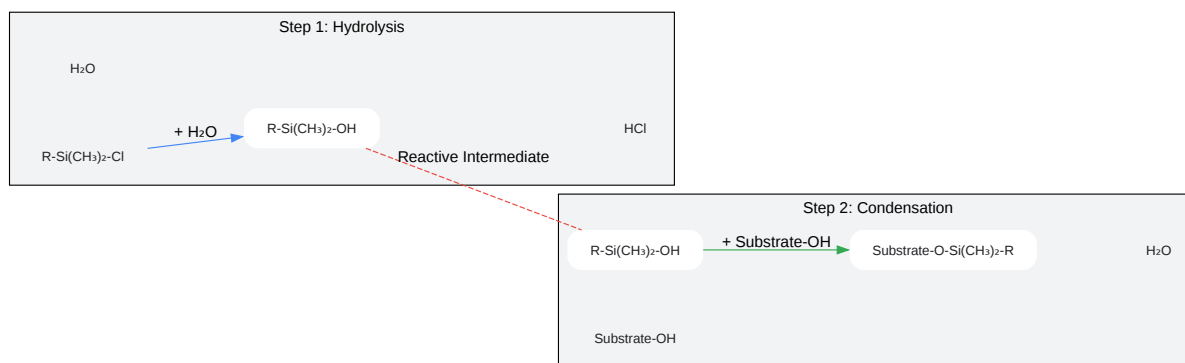 Step 1: Hydrolysis
H₂O
+ H₂O
R-Si(CH₃)₂-OH
HCl
R-Si(CH₃)₂-Cl
Reactive Intermediate
Step 2: Condensation
R-Si(CH₃)₂-OH
+ Substrate-OH
Substrate-O-Si(CH₃)₂-R
H₂O
Substrate-OH